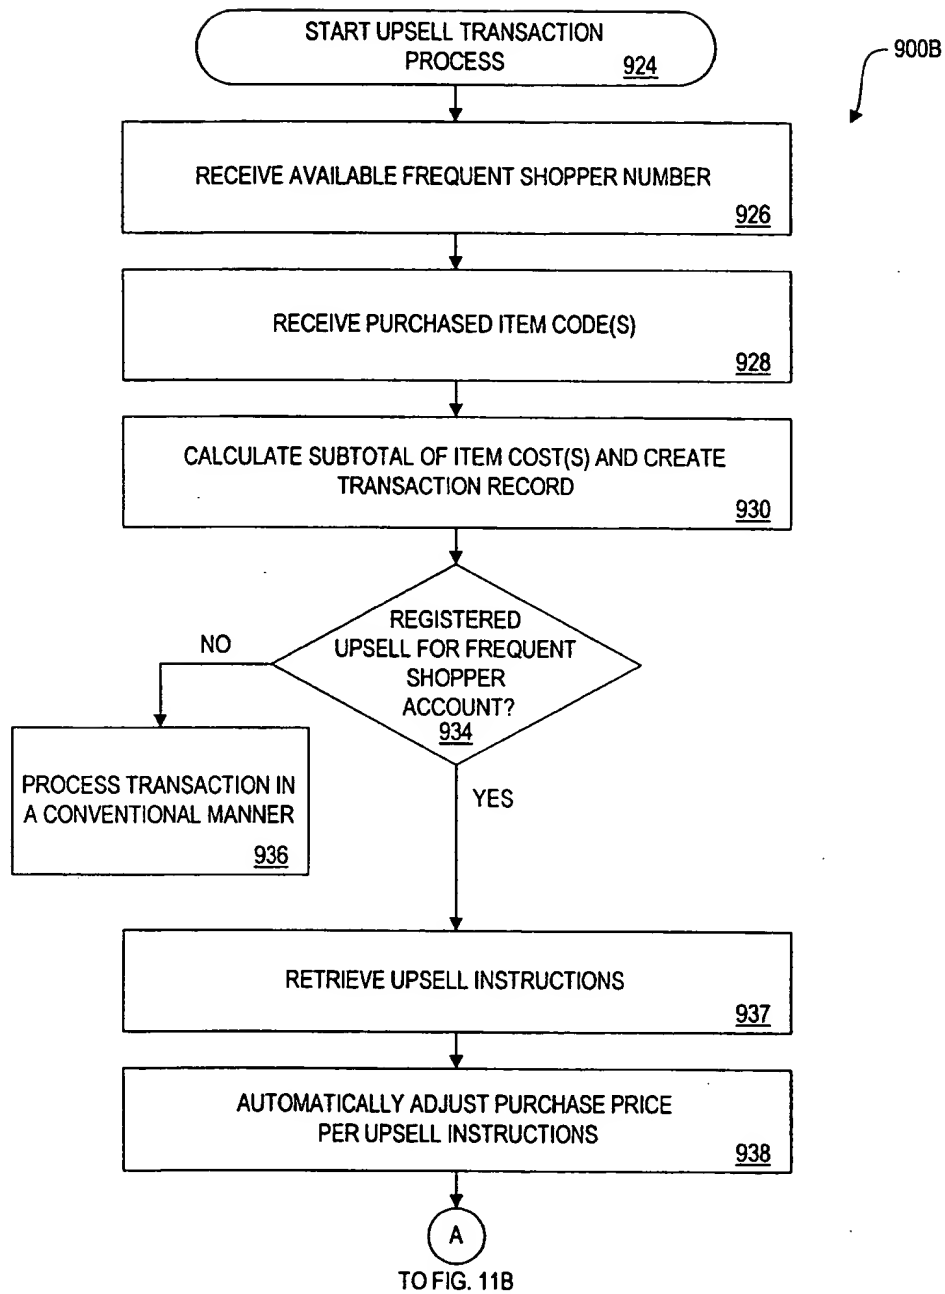 START UPSELL TRANSACTION
PROCESS
924
900B
RECEIVE AVAILABLE FREQUENT SHOPPER NUMBER
926
RECEIVE PURCHASED ITEM CODE(S)
928
CALCULATE SUBTOTAL OF ITEM COST(S) AND CREATE
TRANSACTION RECORD
930
REGISTERED
UPSELL FOR FREQUENT
SHOPPER
ACCOUNT?
934
NO
PROCESS TRANSACTION IN
A CONVENTIONAL MANNER
936
YES
RETRIEVE UPSELL INSTRUCTIONS
937
AUTOMATICALLY ADJUST PURCHASE PRICE
PER UPSELL INSTRUCTIONS
938
A
TO FIG. 11B